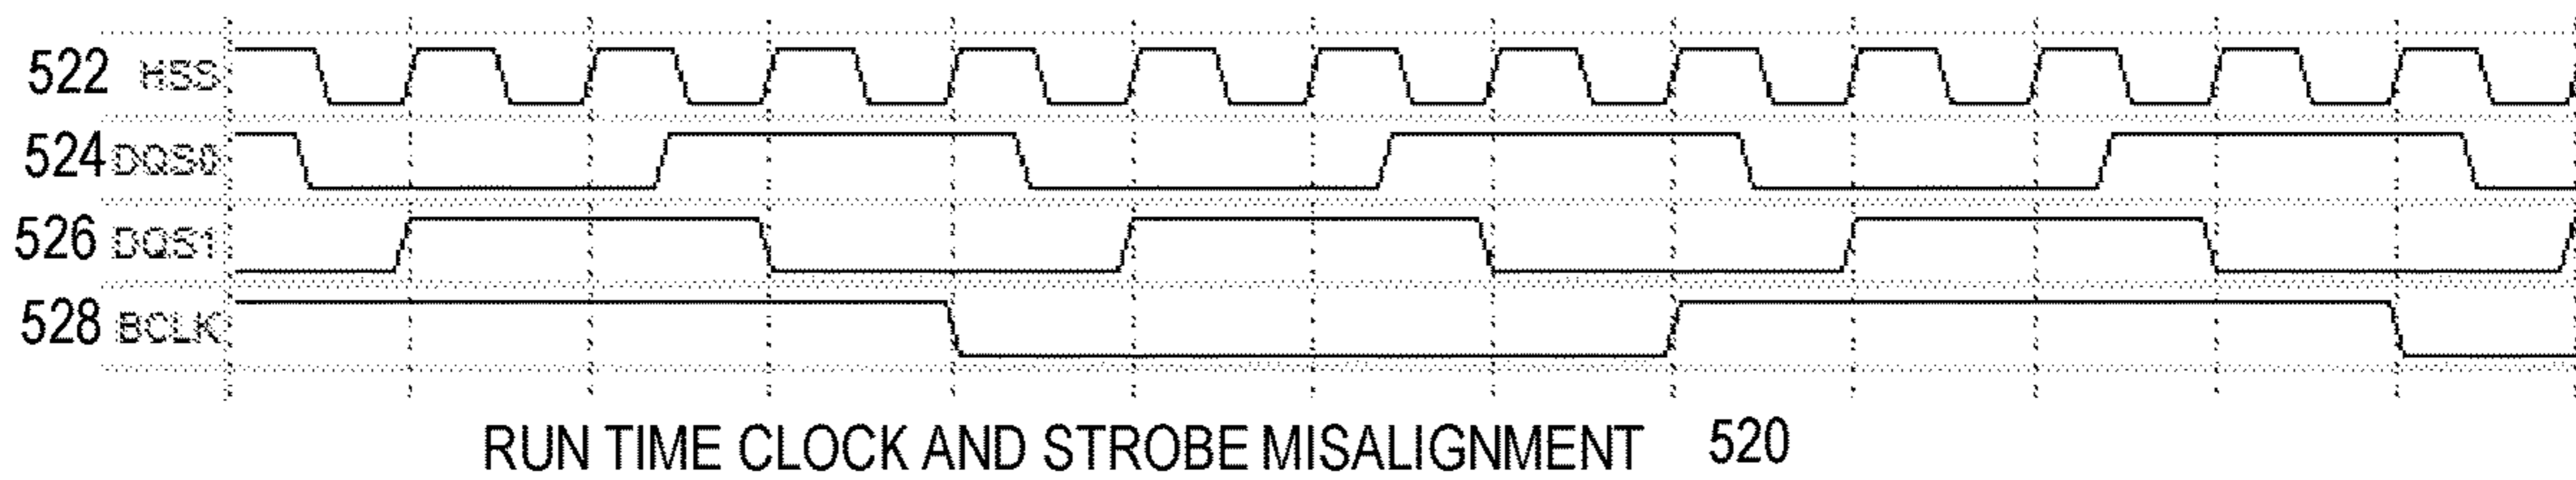 522 HSS
524 DQS0
526 DQS1
528 BCLK
RUN TIME CLOCK AND STROBE MISALIGNMENT 520